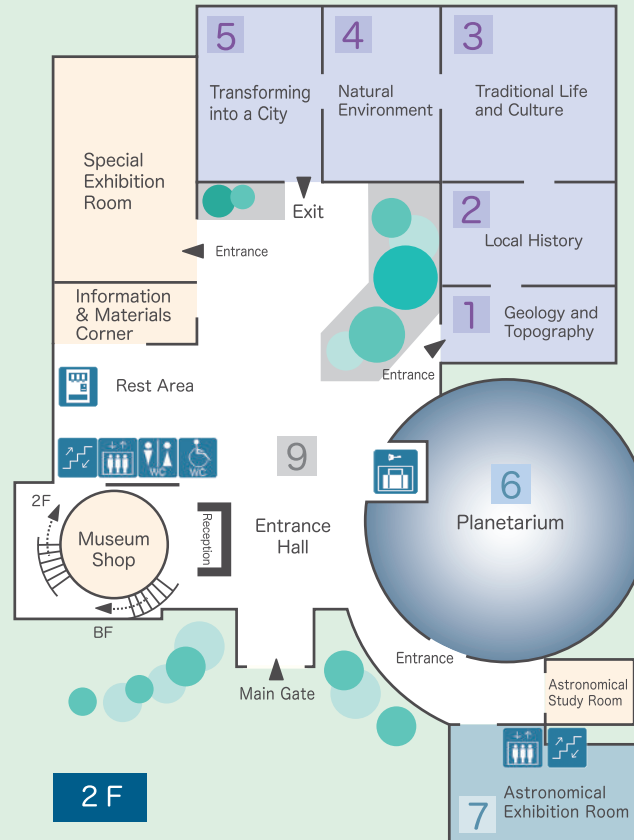 5
Transforming
into a City
4
Natural
Environment
3
Traditional Life
and Culture
Special
Exhibition
Room
Exit
2
Local History
Entrance
Information
& Materials
Corner
1
Geology and
Topography
Entrance
Rest Area
WC
WC
9
6
2F
Museum
Shop
Reception
Entrance
Hall
Planetarium
BF
Entrance
Main Gate
Astronomical
Study Room
2F
7
Astronomical
Exhibition Room